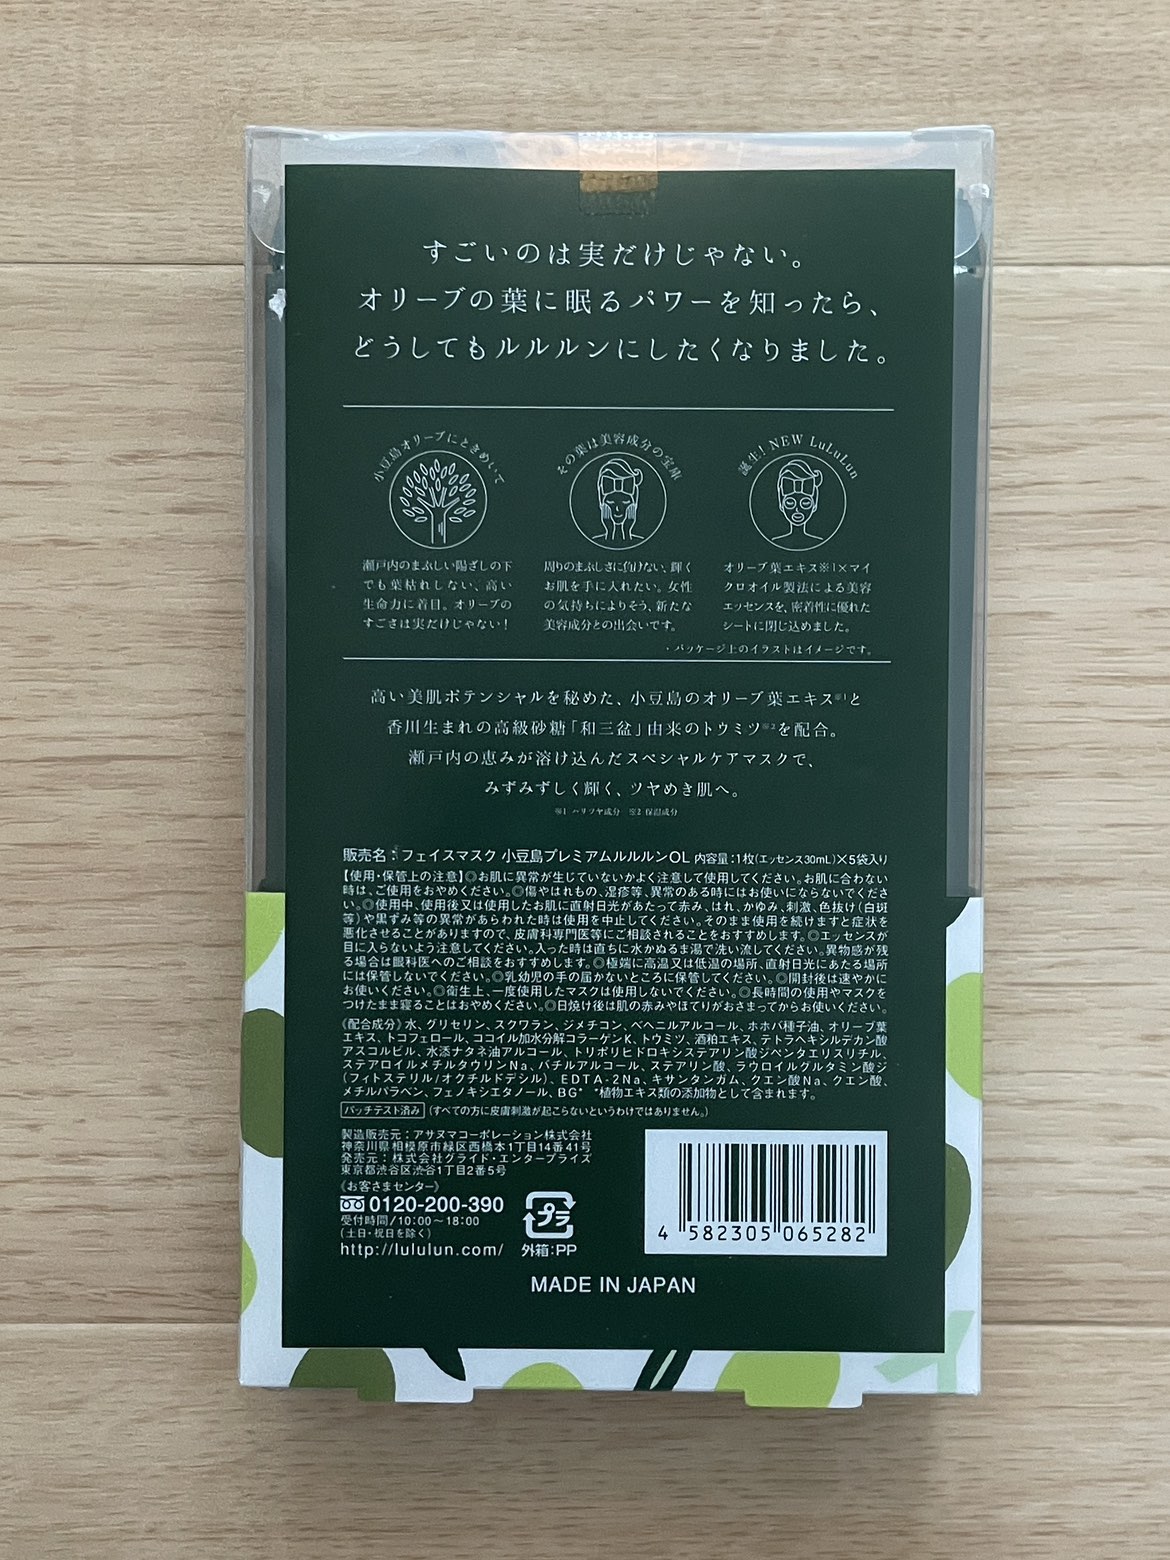 すごいのは実だけじゃない。
オリーブの葉に眠るパワーを知ったら、
どうしてもルルルンにしたくなりました。
小豆島オリーブにときめいて
瀬戸内のまぶしい陽ざしの下
でも葉枯れしない、高い
生命力に着目。オリーブの
すごさは実だけじゃない!
その葉は美容成分の宝庫
周りのまぶしさに負けない、輝く
お肌を手に入れたい。女性
の気持ちによりそう、新たな
美容成分との出会いです。
誕生! NEW LuLuLun
オリーブ葉エキス※1×マイ
クロオイル製法による美容
エッセンスを、密着性に優れた
シートに閉じ込めました。
・パッケージ上のイラストはイメージです。
高い美肌ポテンシャルを秘めた、小豆島のオリーブ葉エキス※1と
香川生まれの高級砂糖「和三盆」由来のトウミツ※2を配合。
瀬戸内の恵みが溶け込んだスペシャルケアマスクで、
みずみずしく輝く、ツヤめき肌へ。
※1 ハリツヤ成分 ※2 保湿成分
販売名:フェイスマスク 小豆島プレミアムルルルンOL 内容量:1枚(エッセンス30mL)×5袋入り
【使用・保管上の注意】◎お肌に異常が生じていないかよく注意して使用してください。お肌に合わない
時は、ご使用をおやめください。◎傷やはれもの、湿疹等、異常のある時にはお使いにならないでくださ
い。◎使用中、使用後又は使用したお肌に直射日光があたって赤み、はれ、かゆみ、刺激、色抜け(白斑
等)や黒ずみ等の異常があらわれた時は使用を中止してください。そのまま使用を続けますと症状を
悪化させることがありますので、皮膚科専門医等にご相談されることをおすすめします。◎エッセンスが
目に入らないよう注意してください。入った時は直ちに水かぬるま湯で洗い流してください。異物感が残
る場合は眼科医へのご相談をおすすめします。◎極端に高温又は低温の場所、直射日光にあたる場所
には保管しないでください。◎乳幼児の手の届かないところに保管してください。◎開封後は速やかに
お使いください。◎衛生上、一度使用したマスクは使用しないでください。◎長時間の使用やマスクを
つけたまま寝ることはおやめください。◎日焼け後は肌の赤みやほてりがおさまってからお使いください。
《配合成分》水、グリセリン、スクワラン、ジメチコン、ベヘニルアルコール、ホホバ種子油、オリーブ葉
エキス、トコフェロール、ココイル加水分解コラーゲンK、トウミツ、酒粕エキス、テトラヘキシルデカン酸
アスコルビル、水添ナタネ油アルコール、トリポリヒドロキシステアリン酸ジペンタエリスリチル、
ステアロイルメチルタウリンNa、バチルアルコール、ステアリン酸、ラウロイルグルタミン酸ジ
(フィトステリル/オクチルドデシル)、EDTA-2Na、キサンタンガム、クエン酸Na、クエン酸、
メチルパラベン、フェノキシエタノール、BG* *植物エキス類の添加物として含まれます。
パッチテスト済み (すべての方に皮膚刺激が起こらないというわけではありません。)
製造販売元:アサヌマコーポレーション株式会社
神奈川県相模原市緑区西橋本1丁目14番41号
発売元:株式会社グライド・エンタープライズ
東京都渋谷区渋谷1丁目2番5号
《お客さまセンター》
0120-200-390
受付時間/10:00~18:00
(土日・祝日を除く)
http://lululun.com/
プラ
外箱:PP
4 582305 065282
MADE IN JAPAN